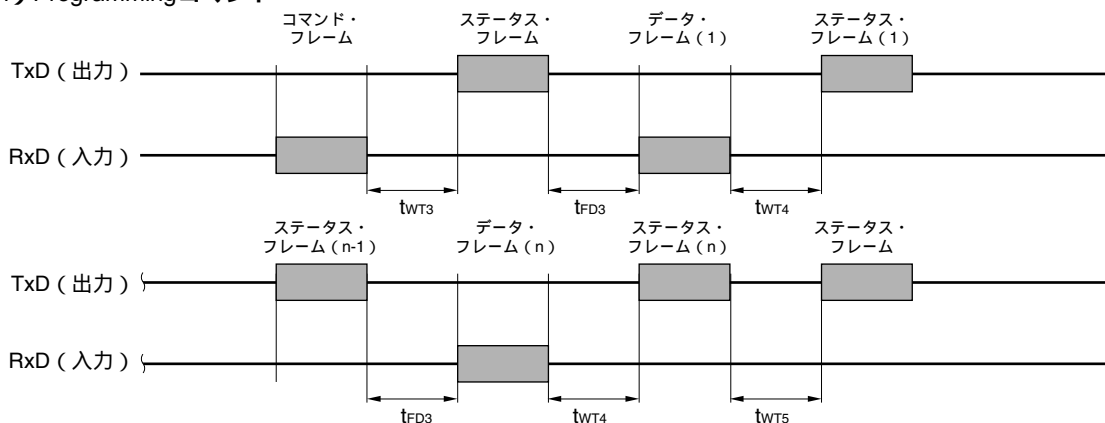 Programmingコマンド
コマンド・
フレーム
ステータス・
フレーム
データ・
フレーム(1)
ステータス・
フレーム(1)
TxD(出力)
RxD(入力)
tWT3
tFD3
tWT4
ステータス・
フレーム(n-1)
データ・
フレーム(n)
ステータス・
フレーム(n)
ステータス・
フレーム
TxD(出力)
RxD(入力)
tFD3
tWT4
tWT5